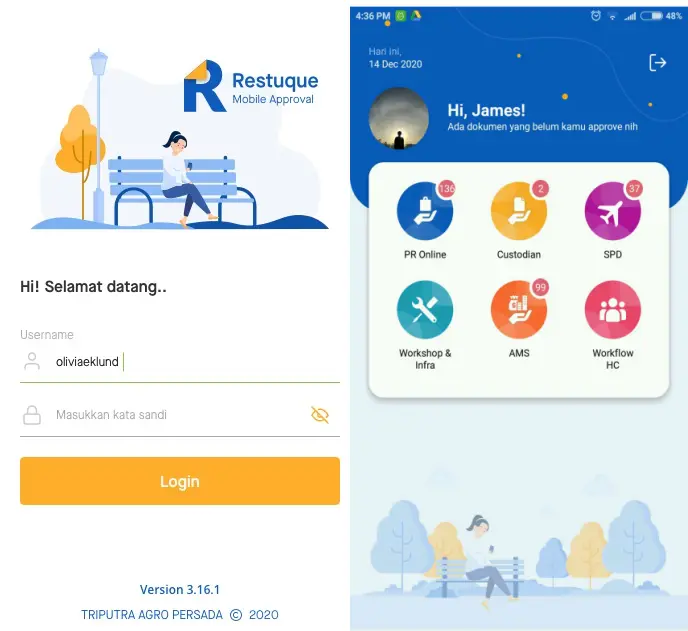 Restuque
Mobile Approval
Hi! Selamat datang..
Username
oliviaeklund
Masukkan kata sandi
Login
Version 3.16.1
TRIPUTRA AGRO PERSADA © 2020
4:36 PM
48%
Hari ini,
14 Dec 2020
Hi, James!
Ada dokumen yang belum kamu approve nih
136
2
37
PR Online
Custodian
SPD
99
Workshop &
Infra
AMS
Workflow
HC